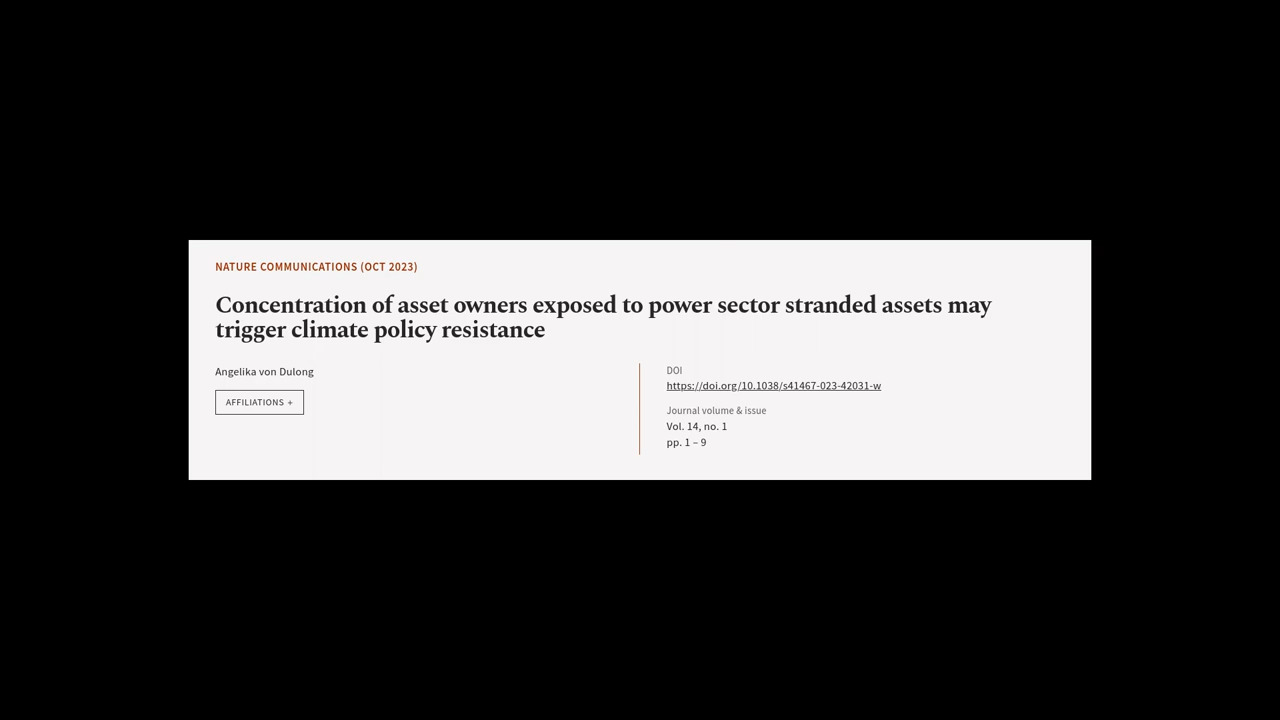 NATURE COMMUNICATIONS (OCT 2023)
Concentration of asset owners exposed to power sector stranded assets may
trigger climate policy resistance
Angelika von Dulong
AFFILIATIONS +
DOI
https://doi.org/10.1038/s41467-023-42031-w
Journal volume & issue
Vol. 14, no. 1
pp. 1 – 9